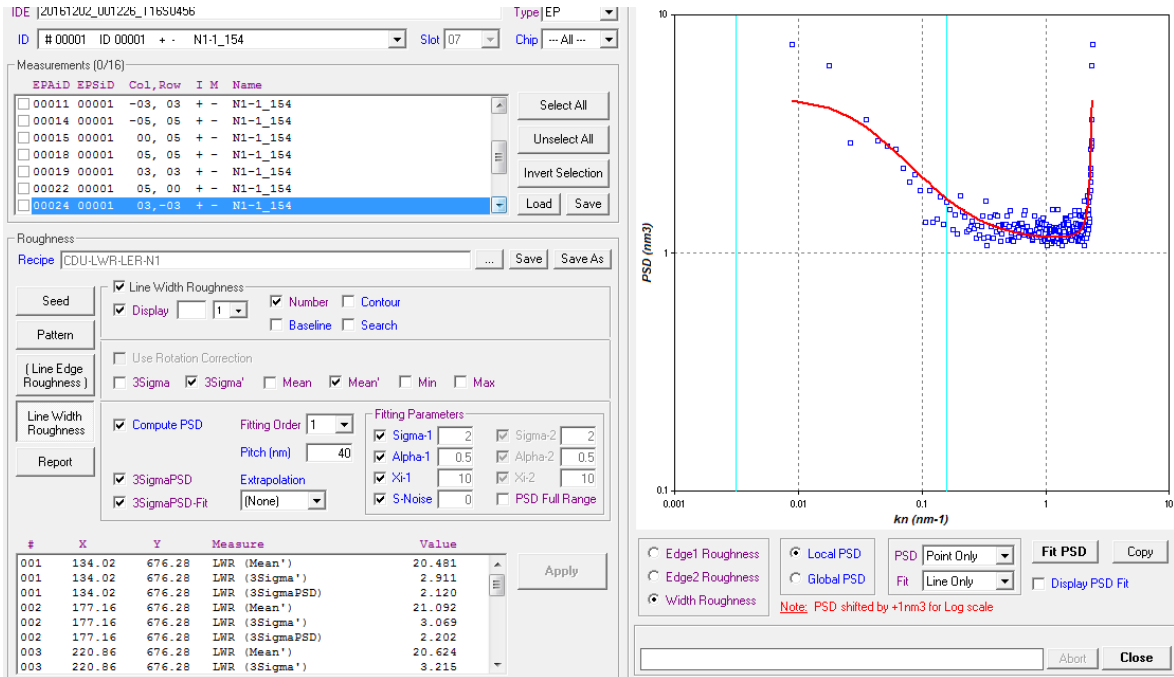 IDE 20161202_001226_T16S0456 Type EP
ID # 00001 ID 00001 + - N1-1_154 Slot 07 Chip --- All ---
Measurements (0/16)
EPAiD EPSiD Col,Row I M Name
00011 00001 -03, 03 + - N1-1_154
00014 00001 -05, 05 + - N1-1_154
00015 00001 00, 05 + - N1-1_154
00018 00001 05, 05 + - N1-1_154
00019 00001 03, 03 + - N1-1_154
00022 00001 05, 00 + - N1-1_154
00024 00001 03,-03 + - N1-1_154
Select All
Unselect All
Invert Selection
Load Save
Roughness
Recipe CDU-LWR-LER-N1 ... Save Save As
Seed
Pattern
( Line Edge
Roughness )
Line Width
Roughness
Report
Line Width Roughness
Display 1 Number Contour
Baseline Search
Use Rotation Correction
3Sigma 3Sigma' Mean Mean' Min Max
Compute PSD Fitting Order 1
Pitch (nm) 40
3SigmaPSD Extrapolation
3SigmaPSD-Fit (None)
Fitting Parameters
Sigma-1 2 Sigma-2 2
Alpha-1 0.5 Alpha-2 0.5
Xi-1 10 Xi-2 10
S-Noise 0 PSD Full Range
# X Y Measure Value
001 134.02 676.28 LWR (Mean') 20.481
001 134.02 676.28 LWR (3Sigma') 2.911
001 134.02 676.28 LWR (3SigmaPSD) 2.120
002 177.16 676.28 LWR (Mean') 21.092
002 177.16 676.28 LWR (3Sigma') 3.069
002 177.16 676.28 LWR (3SigmaPSD) 2.202
003 220.86 676.28 LWR (Mean') 20.624
003 220.86 676.28 LWR (3Sigma') 3.215
Apply
10
1
0.1
PSD (nm3)
0.001 0.01 0.1 1 10
kn (nm-1)
Edge1 Roughness
Edge2 Roughness
Width Roughness
Local PSD
Global PSD
PSD Point Only
Fit Line Only
Fit PSD Copy
Display PSD Fit
Note: PSD shifted by +1nm3 for Log scale
Abort Close